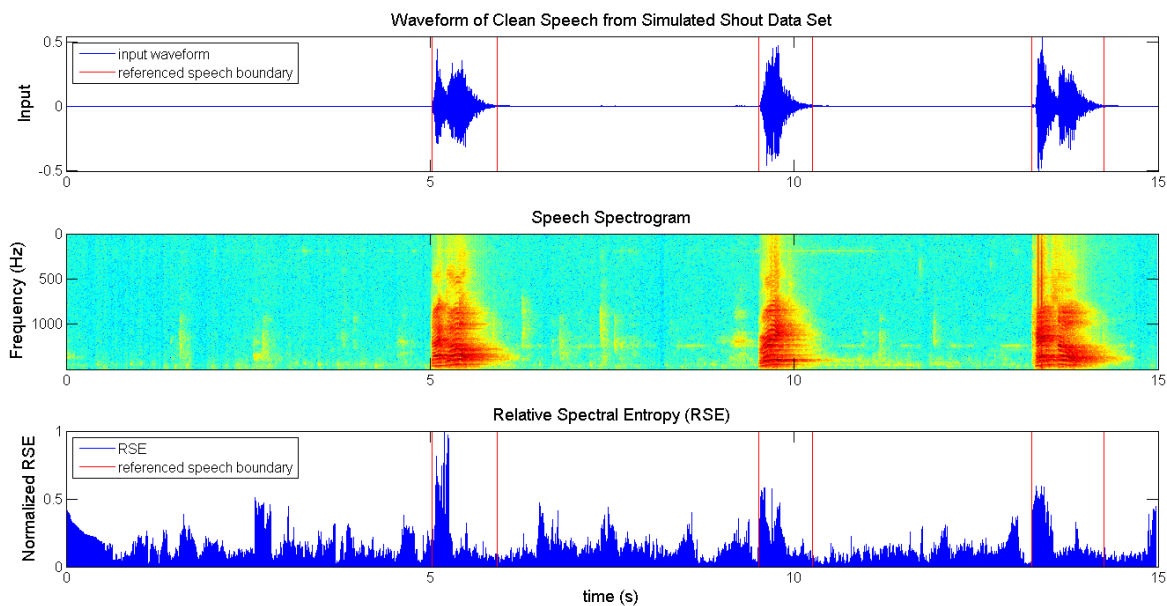 Waveform of Clean Speech from Simulated Shout Data Set
0.5
input waveform
referenced speech boundary
Input
0
-0.5
0 5 10 15
Speech Spectrogram
0
Frequency (Hz)
500
1000
0 5 10 15
Relative Spectral Entropy (RSE)
1
RSE
referenced speech boundary
Normalized RSE
0.5
0
0 5 10 15
time (s)